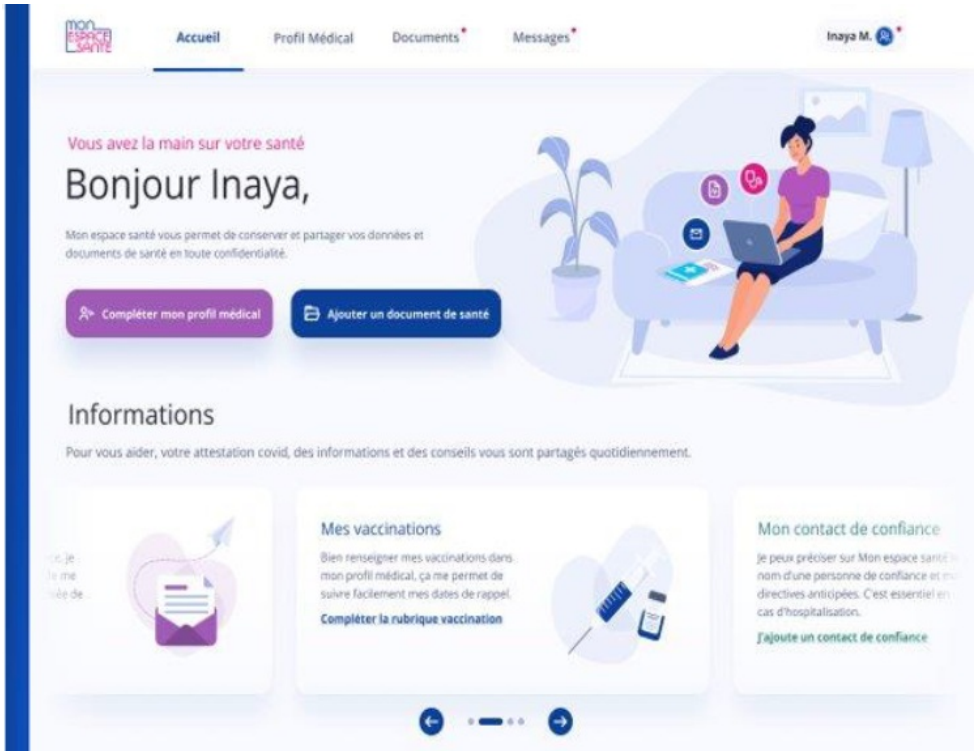 mon
ESPACE
SANTÉ
Accueil
Profil Médical
Documents
Messages
Inaya M.
Vous avez la main sur votre santé
Bonjour Inaya,
Mon espace santé vous permet de conserver et partager vos données et
documents de santé en toute confidentialité.
Compléter mon profil médical
Ajouter un document de santé
Informations
Pour vous aider, votre attestation covid, des informations et des conseils vous sont partagés quotidiennement.
je
me
de
Mes vaccinations
Bien renseigner mes vaccinations dans
mon profil médical, ça me permet de
suivre facilement mes dates de rappel.
Compléter la rubrique vaccination
Mon contact de confiance
Je peux préciser sur Mon espace santé
nom d'une personne de confiance et
directives anticipées. C'est essentiel en
cas d'hospitalisation.
J'ajoute un contact de confiance